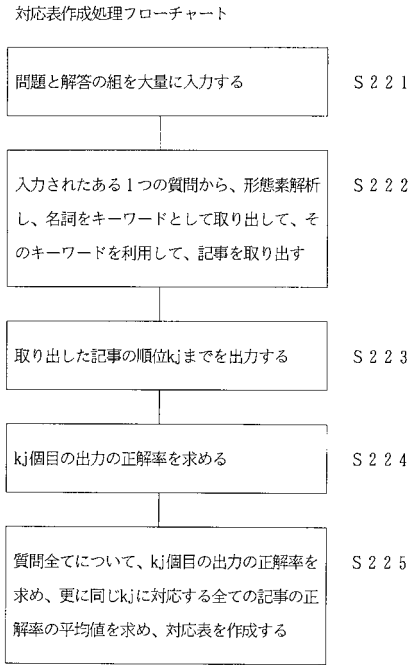 対応表作成処理フローチャート
問題と解答の組を大量に入力する
S221
入力されたある1つの質問から、形態素解析
し、名詞をキーワードとして取り出して、そ
のキーワードを利用して、記事を取り出す
S222
取り出した記事の順位kjまでを出力する
S223
kj個目の出力の正解率を求める
S224
質問全てについて、kj個目の出力の正解率を
求め、更に同じkjに対応する全ての記事の正
解率の平均値を求め、対応表を作成する
S225